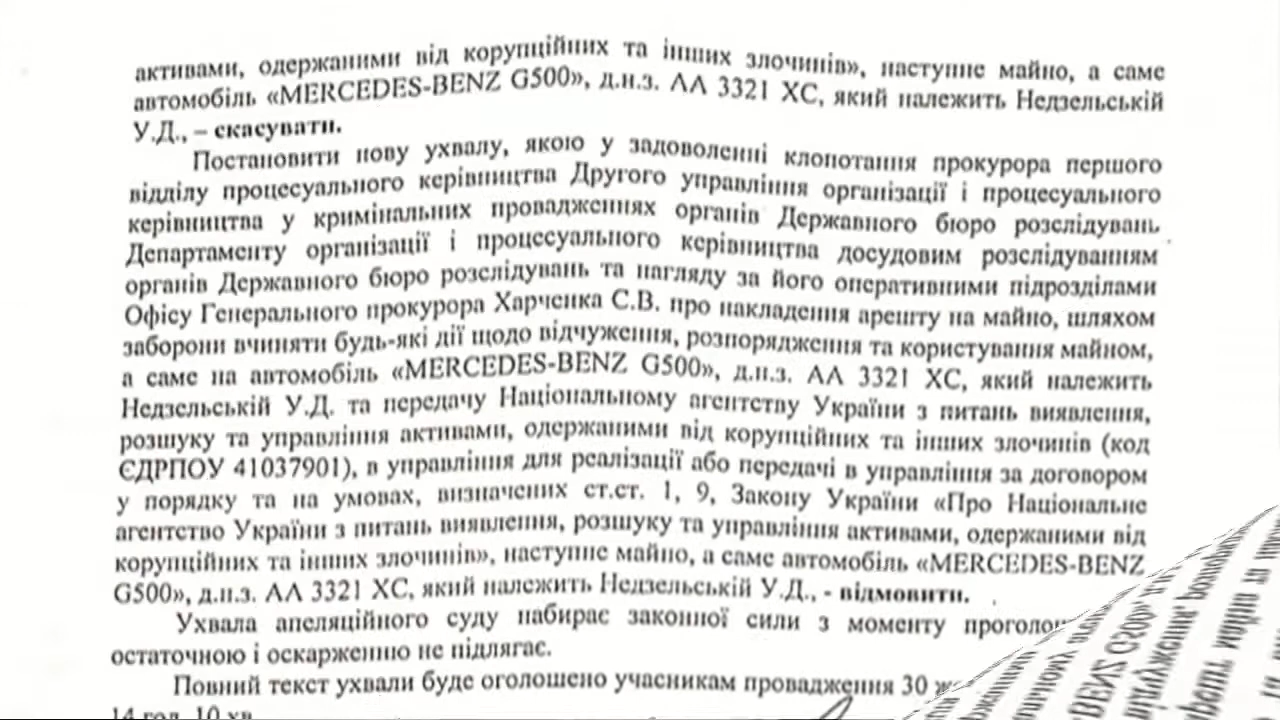 активами, одержаними від корупційних та інших злочинів», наступне майно, а саме
автомобіль «MERCEDES-BENZ G500», д.н.з. АА 3321 ХС, який належить Недзельській
У.Д., – скасувати.
Постановити нову ухвалу, якою у задоволенні клопотання прокурора першого
відділу процесуального керівництва Другого управління організації і процесуального
керівництва у кримінальних провадженнях органів Державного бюро розслідувань
Департаменту організації і процесуального керівництва досудовим розслідуванням
органів Державного бюро розслідувань та нагляду за його оперативними підрозділами
Офісу Генерального прокурора Харченка С.В. про накладення арешту на майно, шляхом
заборони вчиняти будь-які дії щодо відчуження, розпорядження та користування майном,
а саме на автомобіль «MERCEDES-BENZ G500», д.н.з. АА 3321 ХС, який належить
Недзельській У.Д. та передачу Національному агентству України з питань виявлення,
розшуку та управління активами, одержаними від корупційних та інших злочинів (код
ЄДРПОУ 41037901), в управління для реалізації або передачі в управління за договором
у порядку та на умовах, визначених ст.ст. 1, 9, Закону України «Про Національне
агентство України з питань виявлення, розшуку та управління активами, одержаними від
корупційних та інших злочинів», наступне майно, а саме автомобіль «MERCEDES-BENZ
G500», д.н.з. АА 3321 ХС, який належить Недзельській У.Д., - відмовити.
Ухвала апеляційного суду набирає законної сили з моменту
остаточною і оскарженню не підлягає.
Повний текст ухвали буде оголошено учасникам провадження 30
14 год. 10 хв.